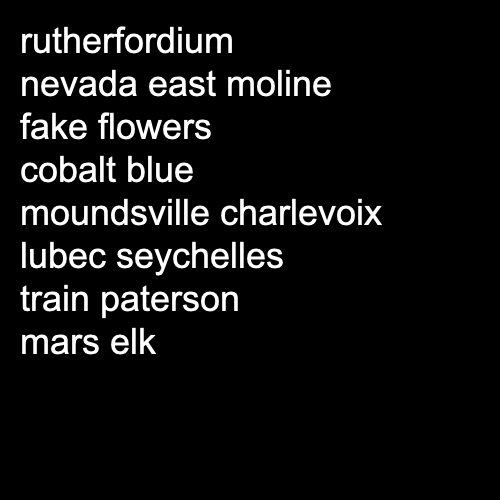 rutherfordium
nevada east moline
fake flowers
cobalt blue
moundsville charlevoix
lubec seychelles
train paterson
mars elk